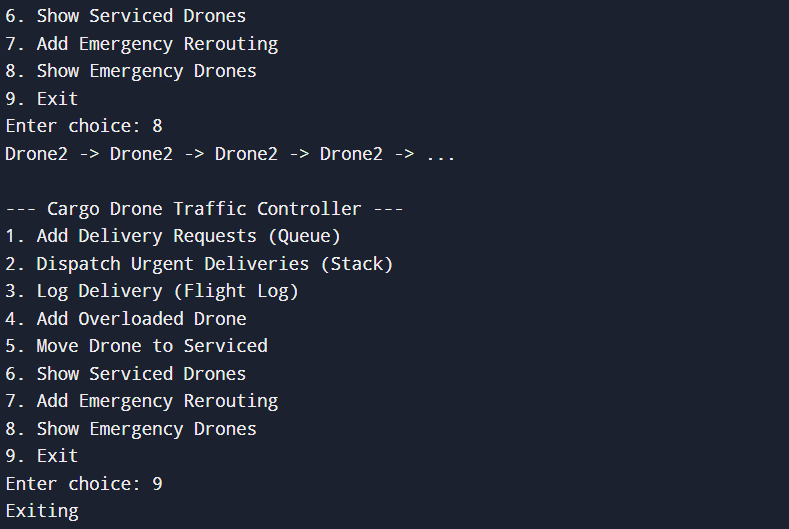 6. Show Serviced Drones
7. Add Emergency Rerouting
8. Show Emergency Drones
9. Exit
Enter choice: 8
Drone2 -> Drone2 -> Drone2 -> Drone2 -> ...
--- Cargo Drone Traffic Controller ---
1. Add Delivery Requests (Queue)
2. Dispatch Urgent Deliveries (Stack)
3. Log Delivery (Flight Log)
4. Add Overloaded Drone
5. Move Drone to Serviced
6. Show Serviced Drones
7. Add Emergency Rerouting
8. Show Emergency Drones
9. Exit
Enter choice: 9
Exiting